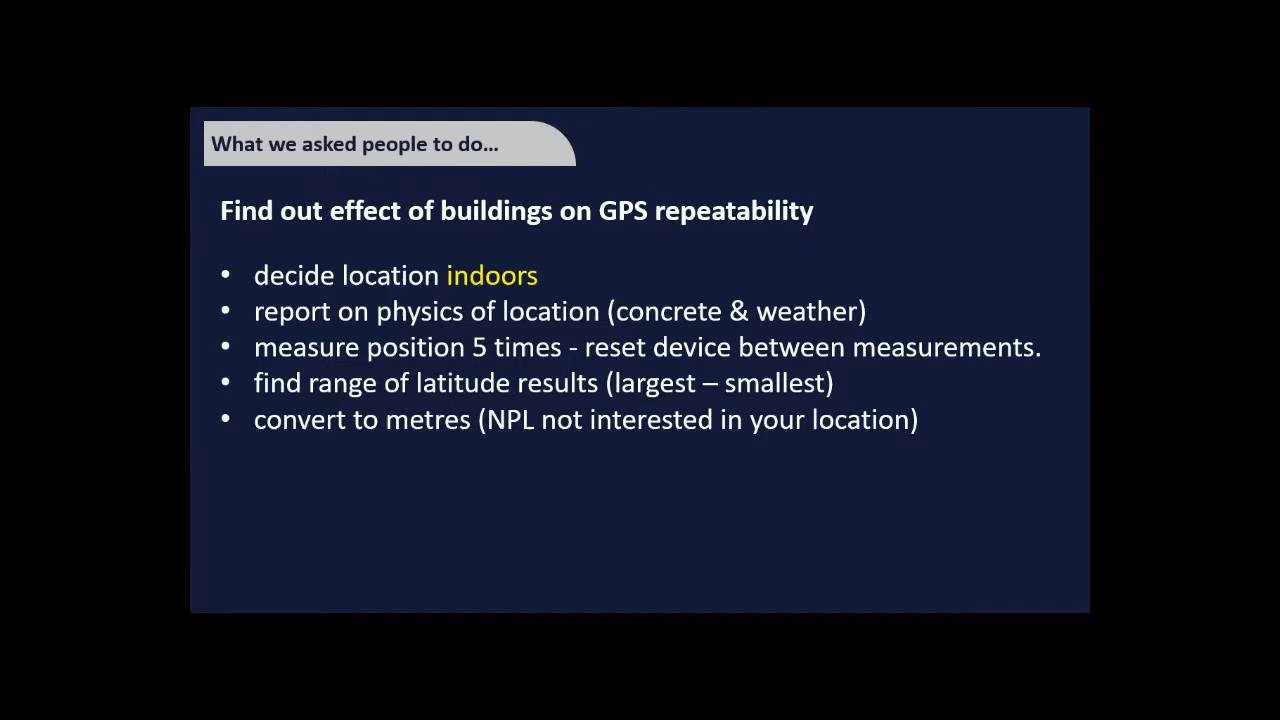 What we asked people to do…
Find out effect of buildings on GPS repeatability
• decide location indoors
• report on physics of location (concrete & weather)
• measure position 5 times - reset device between measurements.
• find range of latitude results (largest – smallest)
• convert to metres (NPL not interested in your location)